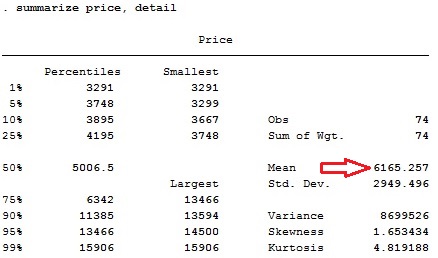 . summarize price, detail
Price
Percentiles Smallest
1% 3291 3291
5% 3748 3299
10% 3895 3667 Obs 74
25% 4195 3748 Sum of Wgt. 74
50% 5006.5 Mean 6165.257
Largest Std. Dev. 2949.496
75% 6342 13466
90% 11385 13594 Variance 8699526
95% 13466 14500 Skewness 1.653434
99% 15906 15906 Kurtosis 4.819188